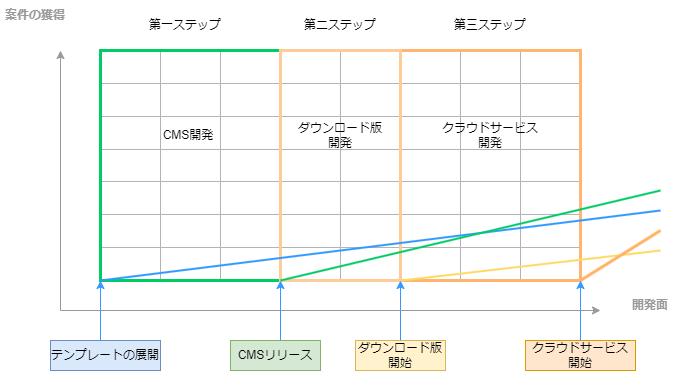 案件の獲得
第一ステップ
第二ステップ
第三ステップ
CMS開発
ダウンロード版
開発
クラウドサービス
開発
開発面
テンプレートの展開
CMSリリース
ダウンロード版
開始
クラウドサービス
開始